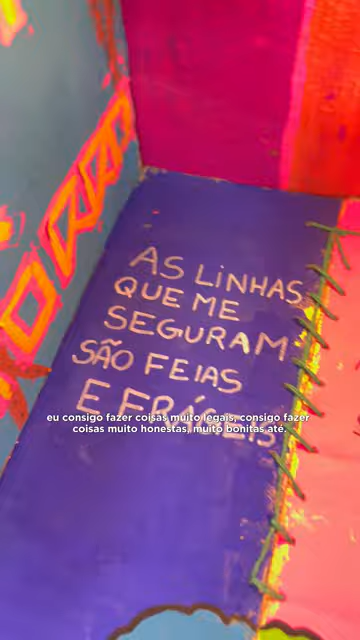 AS LINHAS
QUE ME
SEGURAM
SÃO FEIAS
E FRÁGEIS
eu consigo fazer coisas muito legais, consigo fazer
coisas muito honestas, muito bonitas até.